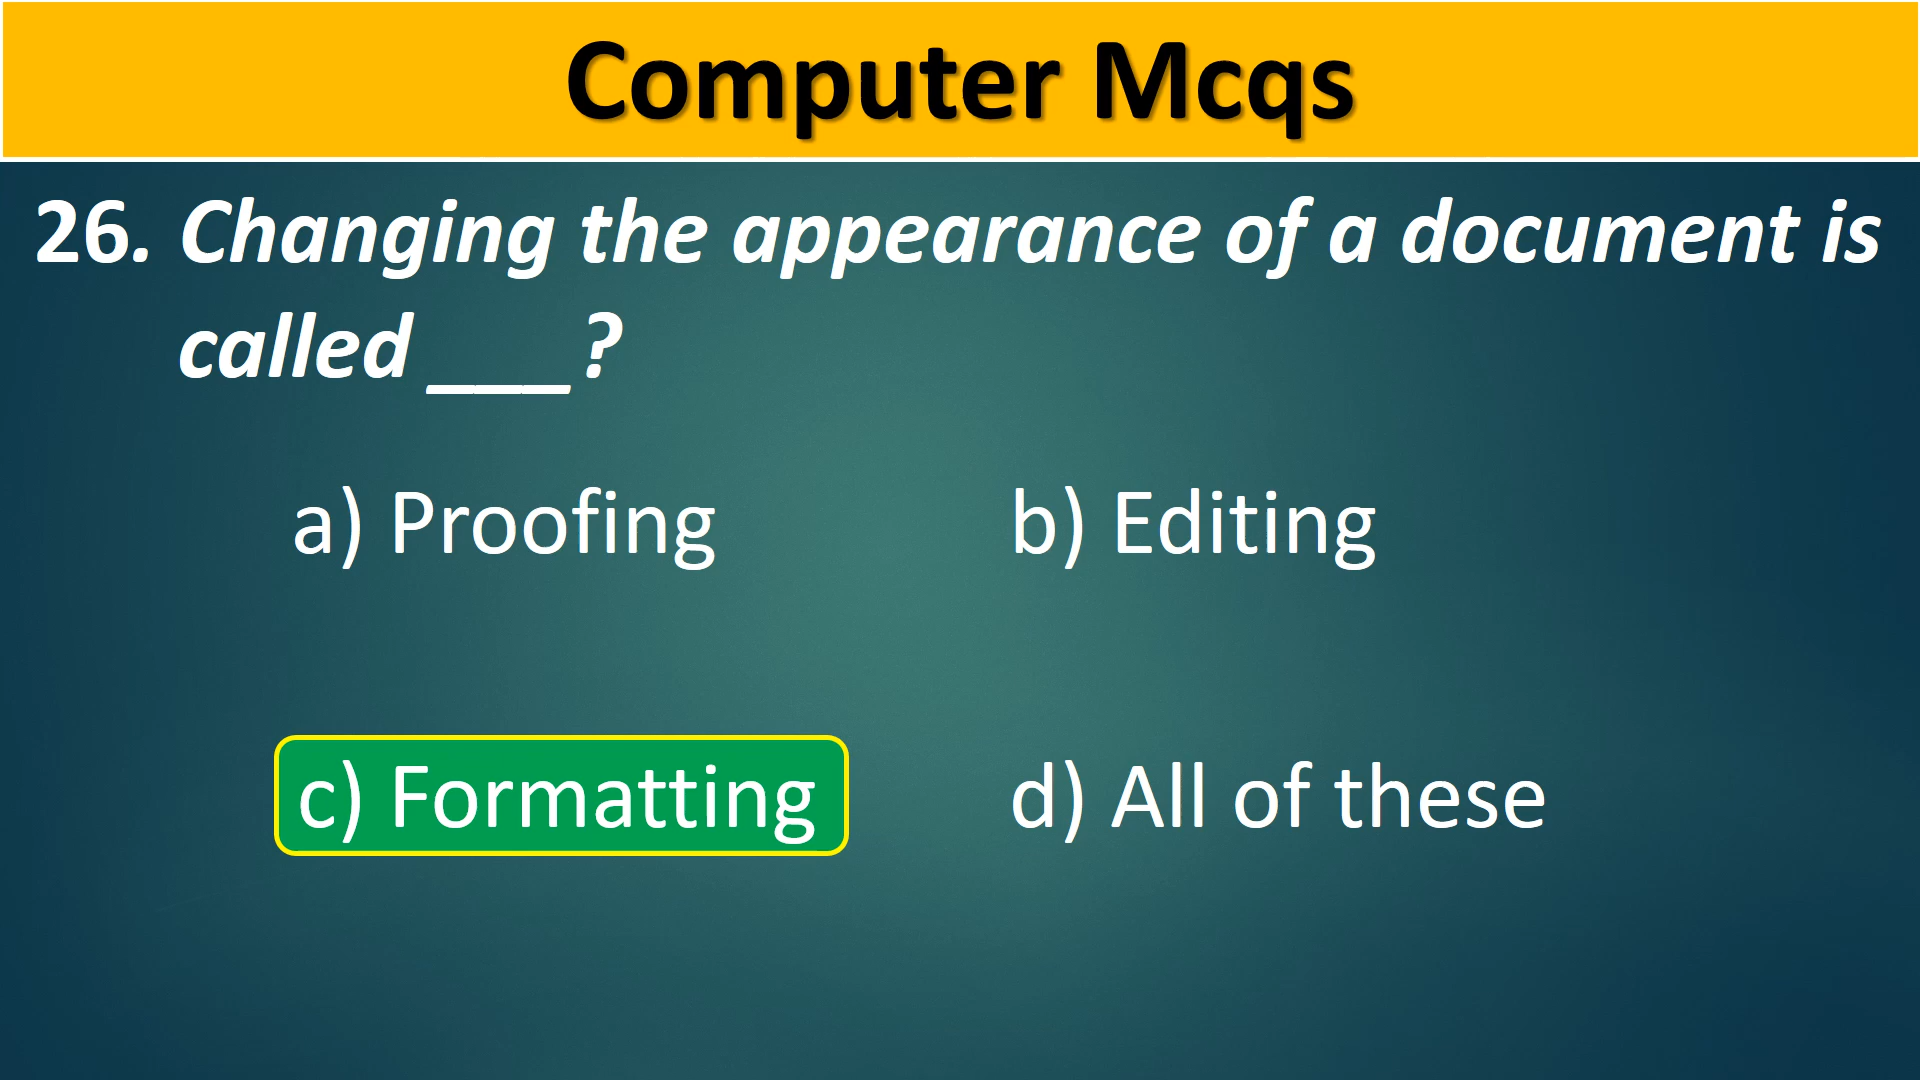 Computer Mcqs
26. Changing the appearance of a document is
called ___?
a) Proofing
b) Editing
c) Formatting
d) All of these